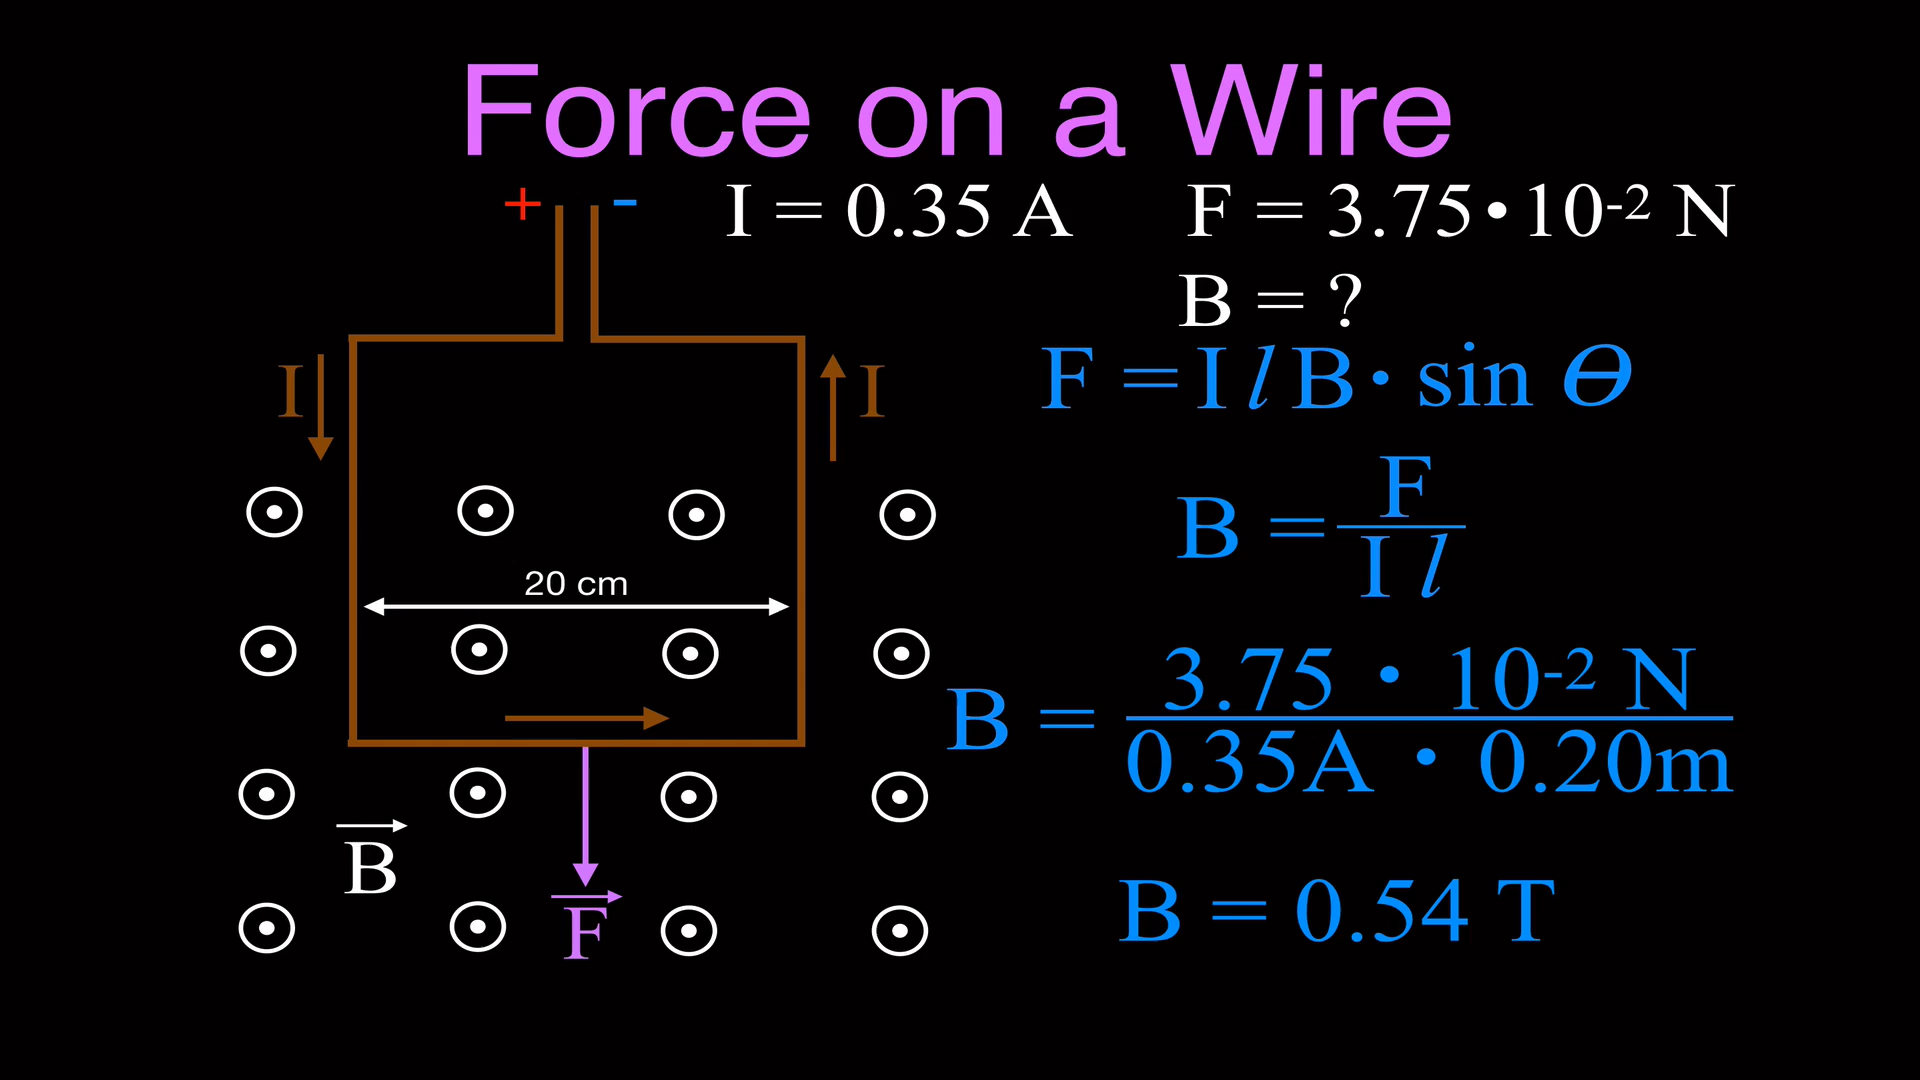 Force on a Wire
+ - I = 0.35 A F = 3.75•10-2 N
B = ?
F = I l B • sin ϴ
I I
B = F
I l
20 cm
B = 3.75 • 10-2 N
0.35A • 0.20m
B
F
B = 0.54 T